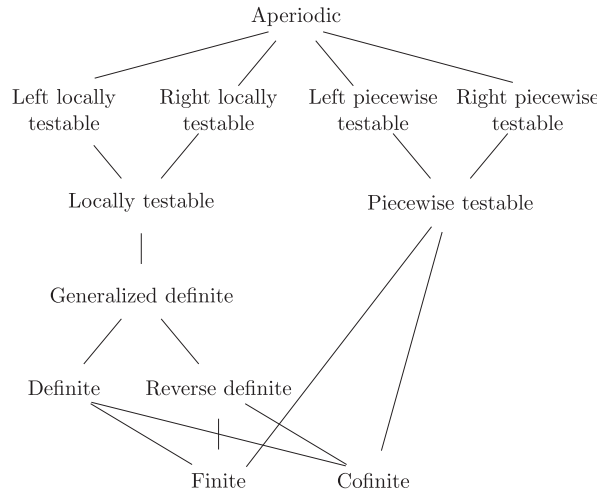 Aperiodic
Left locally
testable
Right locally
testable
Left piecewise
testable
Right piecewise
testable
Locally testable
Piecewise testable
Generalized definite
Definite
Reverse definite
Finite
Cofinite